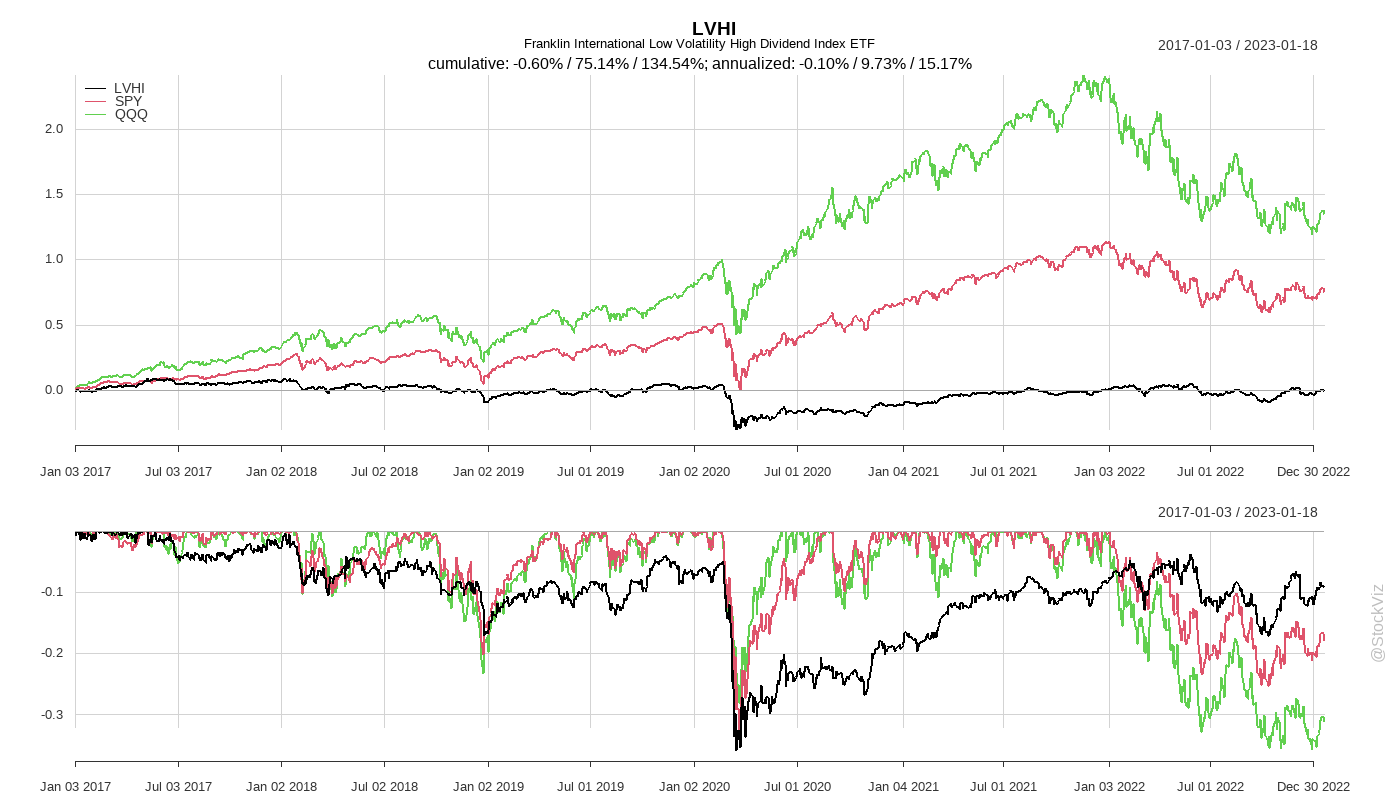 LVHI
Franklin International Low Volatility High Dividend Index ETF
2017-01-03 / 2023-01-18
cumulative: -0.60% / 75.14% / 134.54%; annualized: -0.10% / 9.73% / 15.17%
LVHI
SPY
QQQ
2.0
1.5
1.0
0.5
0.0
Jan 03 2017 Jul 03 2017 Jan 02 2018 Jul 02 2018 Jan 02 2019 Jul 01 2019 Jan 02 2020 Jul 01 2020 Jan 04 2021 Jul 01 2021 Jan 03 2022 Jul 01 2022 Dec 30 2022
2017-01-03 / 2023-01-18
-0.1
-0.2
-0.3
Jan 03 2017 Jul 03 2017 Jan 02 2018 Jul 02 2018 Jan 02 2019 Jul 01 2019 Jan 02 2020 Jul 01 2020 Jan 04 2021 Jul 01 2021 Jan 03 2022 Jul 01 2022 Dec 30 2022
@StockViz